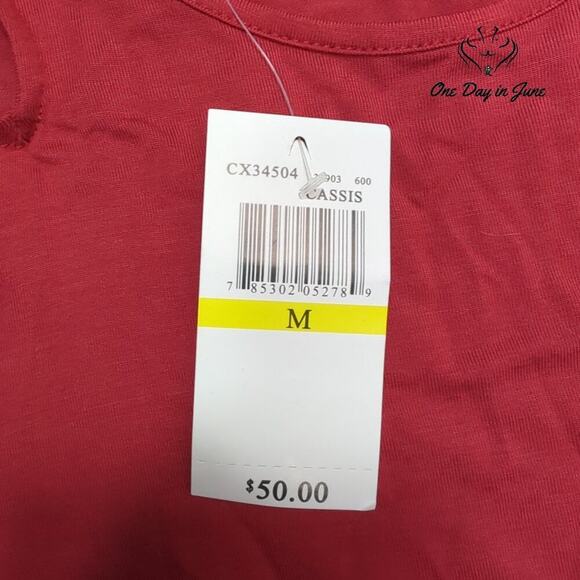 One Day in June
CX34504 903 600
CASSIS
7 85302 05278 9
M
$50.00